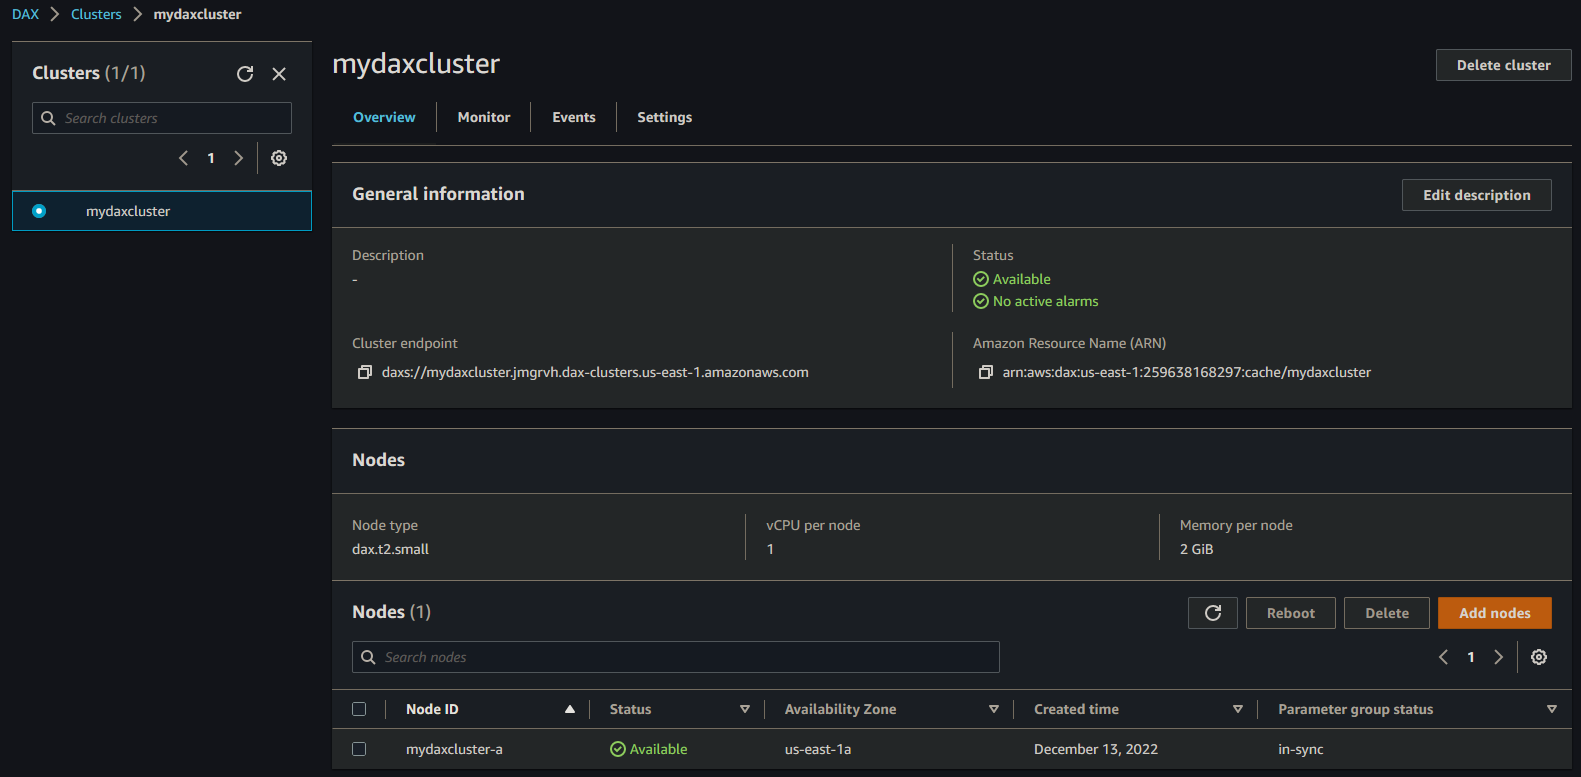 DAX > Clusters > mydaxcluster
Clusters (1/1)
Search clusters
1
mydaxcluster
mydaxcluster
Delete cluster
Overview
Monitor
Events
Settings
General information
Edit description
Description
-
Status
Available
No active alarms
Cluster endpoint
daxs://mydaxcluster.jmgrvh.dax-clusters.us-east-1.amazonaws.com
Amazon Resource Name (ARN)
arn:aws:dax:us-east-1:259638168297:cache/mydaxcluster
Nodes
Node type
dax.t2.small
vCPU per node
1
Memory per node
2 GiB
Nodes (1)
Reboot
Delete
Add nodes
Search nodes
1
Node ID Status Availability Zone Created time Parameter group status
mydaxcluster-a Available us-east-1a December 13, 2022 in-sync